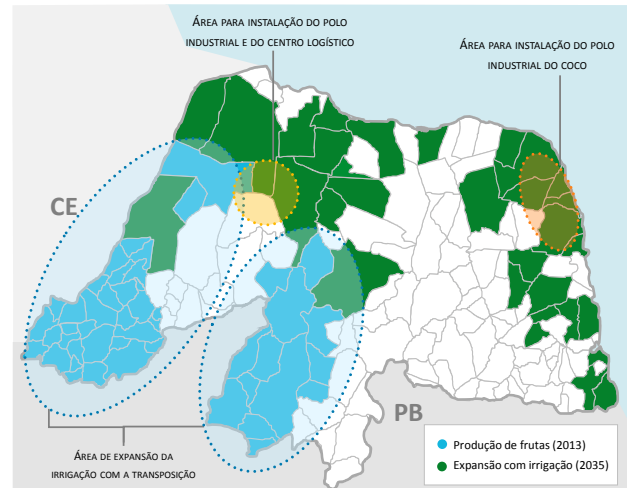 ÁREA PARA INSTALAÇÃO DO POLO
INDUSTRIAL E DO CENTRO LOGÍSTICO
ÁREA PARA INSTALAÇÃO DO POLO
INDUSTRIAL DO COCO
CE
PB
ÁREA DE EXPANSÃO DA
IRRIGAÇÃO COM A TRANSPOSIÇÃO
Produção de frutas (2013)
Expansão com irrigação (2035)